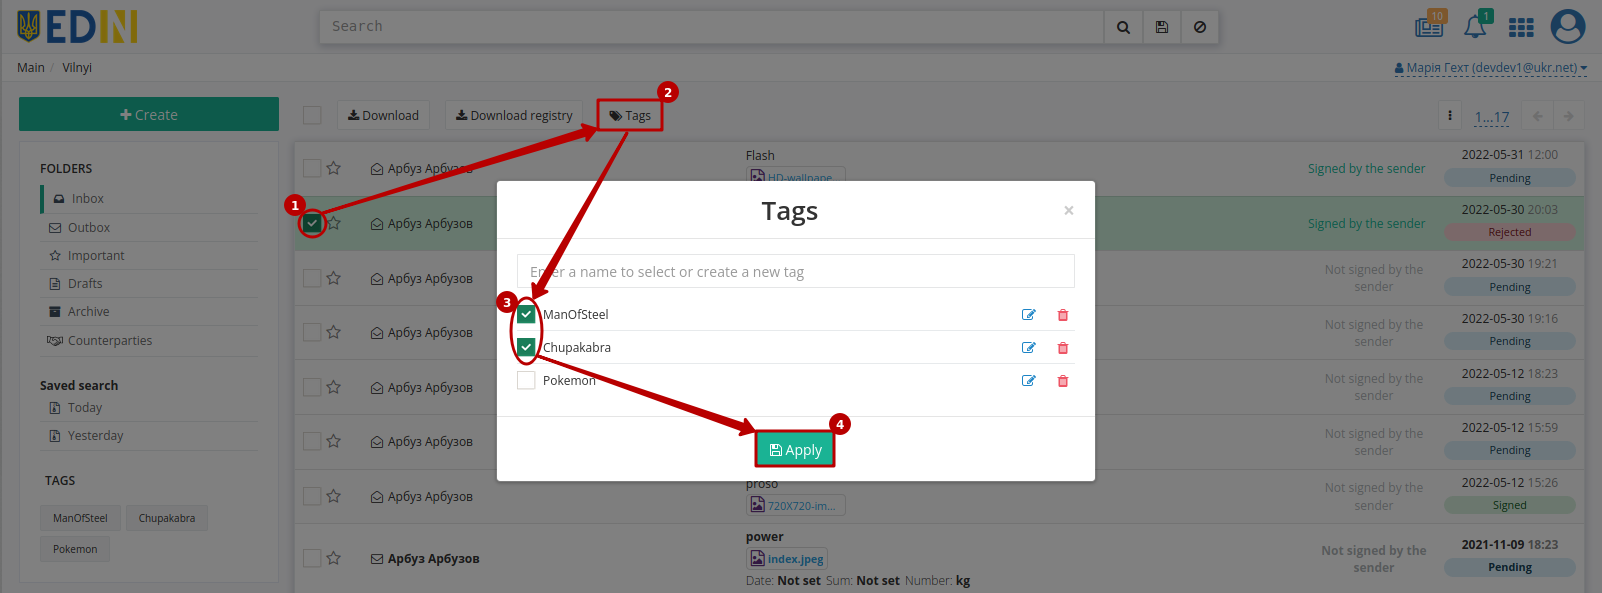 EDIN
Search
10
1
Main / Vilnyi
Марія Гехт (devdev1@ukr.net)
Create
Download
Download registry
Tags
2
1...17
FOLDERS
Inbox
Outbox
Important
Drafts
Archive
Counterparties
Saved search
Today
Yesterday
TAGS
ManOfSteel
Chupakabra
Pokemon
Арбуз Арбузов
Flash
HD-wallpape...
Signed by the sender
2022-05-31 12:00
Pending
1
Арбуз Арбузов
Signed by the sender
2022-05-30 20:03
Rejected
Арбуз Арбузов
Not signed by the
sender
2022-05-30 19:21
Pending
Арбуз Арбузов
Not signed by the
sender
2022-05-30 19:16
Pending
Арбуз Арбузов
Not signed by the
sender
2022-05-12 18:23
Pending
Арбуз Арбузов
Not signed by the
sender
2022-05-12 15:59
Pending
Арбуз Арбузов
proso
720X720-im...
Not signed by the
sender
2022-05-12 15:26
Signed
Арбуз Арбузов
power
index.jpeg
Date: Not set Sum: Not set Number: kg
Not signed by the
sender
2021-11-09 18:23
Pending
Tags
×
Enter a name to select or create a new tag
3
ManOfSteel
Chupakabra
Pokemon
4
Apply